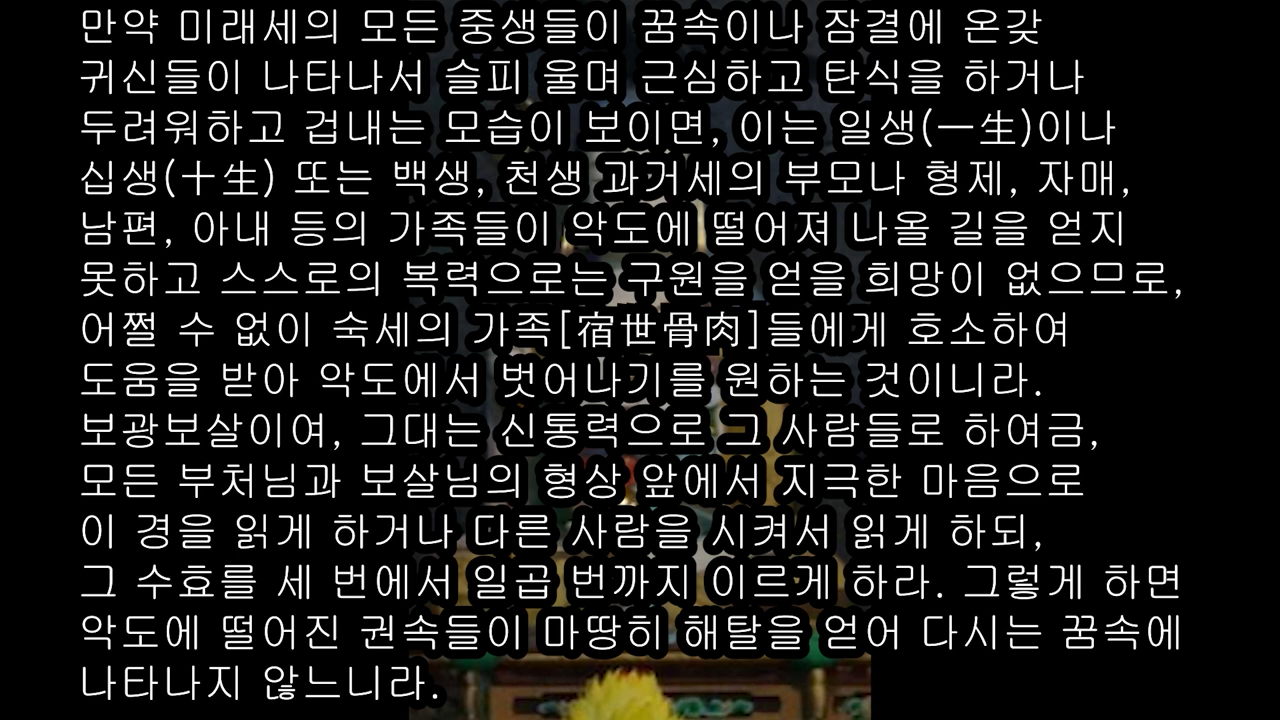 만약 미래세의 모든 중생들이 꿈속이나 잠결에 온갖
귀신들이 나타나서 슬피 울며 근심하고 탄식을 하거나
두려워하고 겁내는 모습이 보이면, 이는 일생(一生)이나
십생(十生) 또는 백생, 천생 과거세의 부모나 형제, 자매,
남편, 아내 등의 가족들이 악도에 떨어져 나올 길을 얻지
못하고 스스로의 복력으로는 구원을 얻을 희망이 없으므로,
어쩔 수 없이 숙세의 가족[宿世骨肉]들에게 호소하여
도움을 받아 악도에서 벗어나기를 원하는 것이니라.
보광보살이여, 그대는 신통력으로 그 사람들로 하여금,
모든 부처님과 보살님의 형상 앞에서 지극한 마음으로
이 경을 읽게 하거나 다른 사람을 시켜서 읽게 하되,
그 수효를 세 번에서 일곱 번까지 이르게 하라. 그렇게 하면
악도에 떨어진 권속들이 마땅히 해탈을 얻어 다시는 꿈속에
나타나지 않느니라.